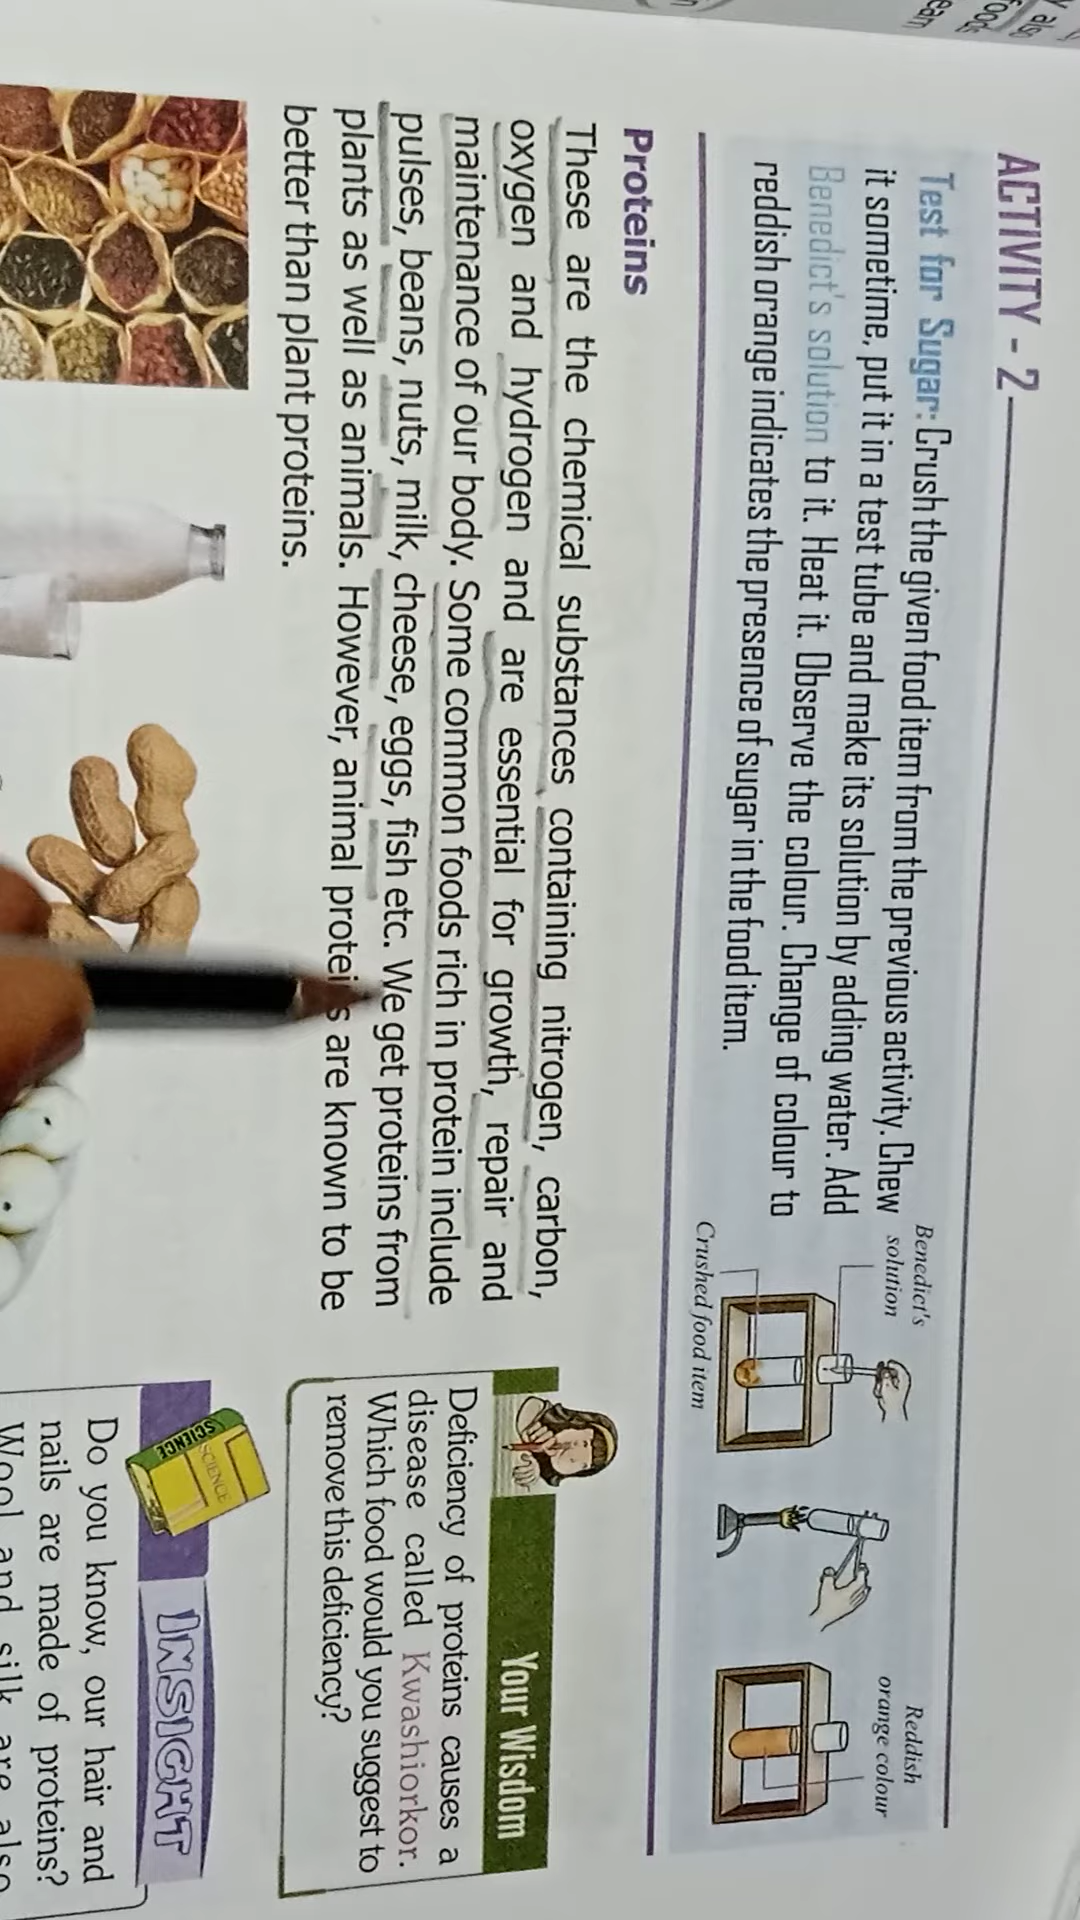 also
foods
eam
ACTIVITY - 2
Test for Sugar: Crush the given food item from the previous activity. Chew
it sometime, put it in a test tube and make its solution by adding water. Add
Benedict's solution to it. Heat it. Observe the colour. Change of colour to
reddish orange indicates the presence of sugar in the food item.
Benedict's
solution
Crushed food item
Reddish
orange colour
Proteins
These are the chemical substances containing nitrogen, carbon,
oxygen and hydrogen and are essential for growth, repair and
maintenance of our body. Some common foods rich in protein include
pulses, beans, nuts, milk, cheese, eggs, fish etc. We get proteins from
plants as well as animals. However, animal protei s are known to be
better than plant proteins.
Your Wisdom
Deficiency of proteins causes a
disease called Kwashiorkor.
Which food would you suggest to
remove this deficiency?
SCIENCE
SCIENCE
INSIGHT
Do you know, our hair and
nails are made of proteins?
Wool and silk are also